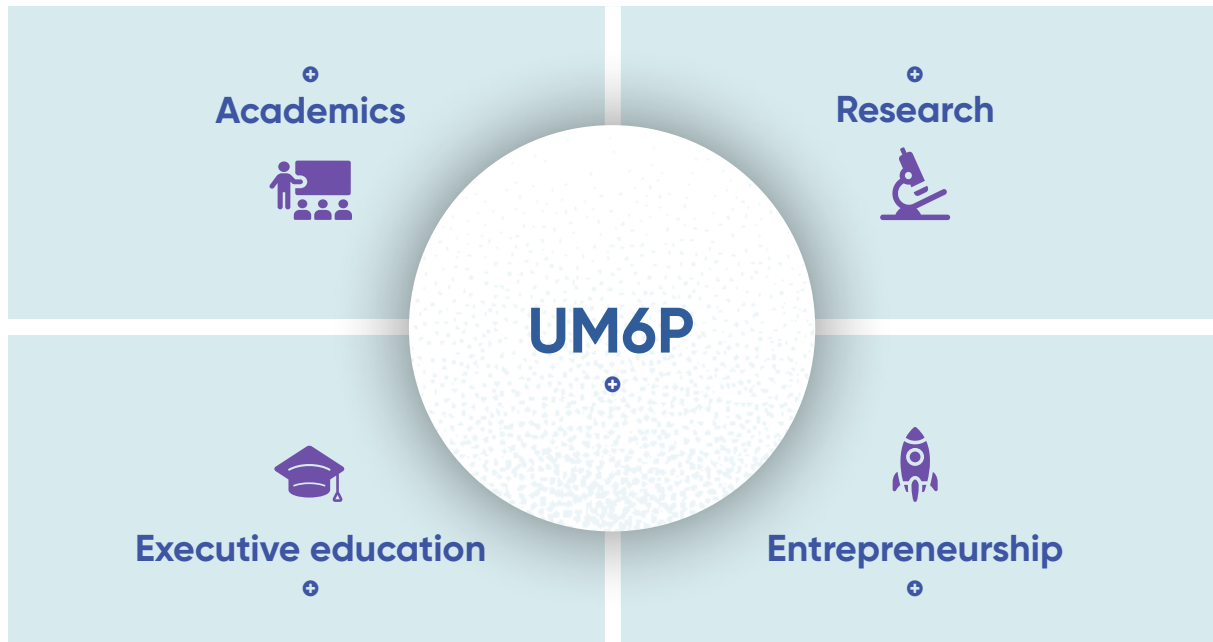 Academics
Research
UM6P
Executive education
Entrepreneurship